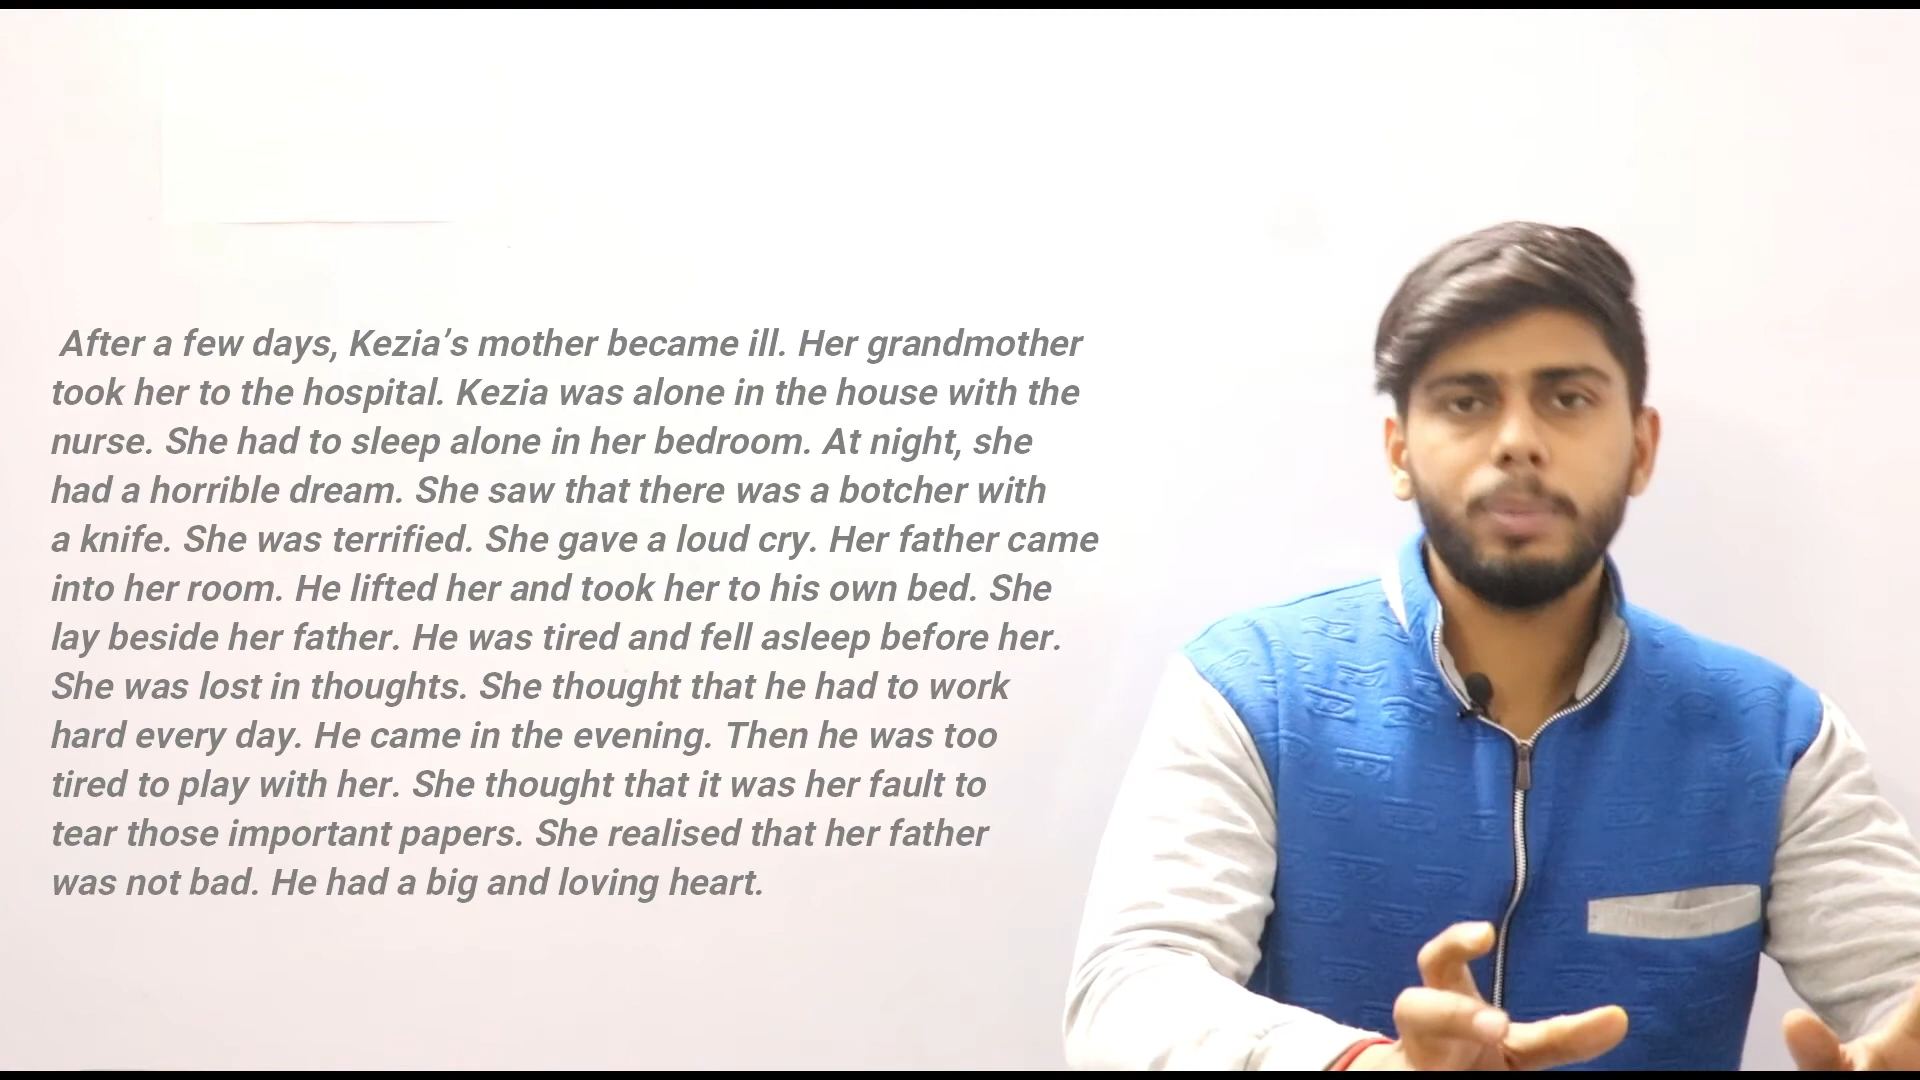 After a few days, Kezia’s mother became ill. Her grandmother
took her to the hospital. Kezia was alone in the house with the
nurse. She had to sleep alone in her bedroom. At night, she
had a horrible dream. She saw that there was a botcher with
a knife. She was terrified. She gave a loud cry. Her father came
into her room. He lifted her and took her to his own bed. She
lay beside her father. He was tired and fell asleep before her.
She was lost in thoughts. She thought that he had to work
hard every day. He came in the evening. Then he was too
tired to play with her. She thought that it was her fault to
tear those important papers. She realised that her father
was not bad. He had a big and loving heart.